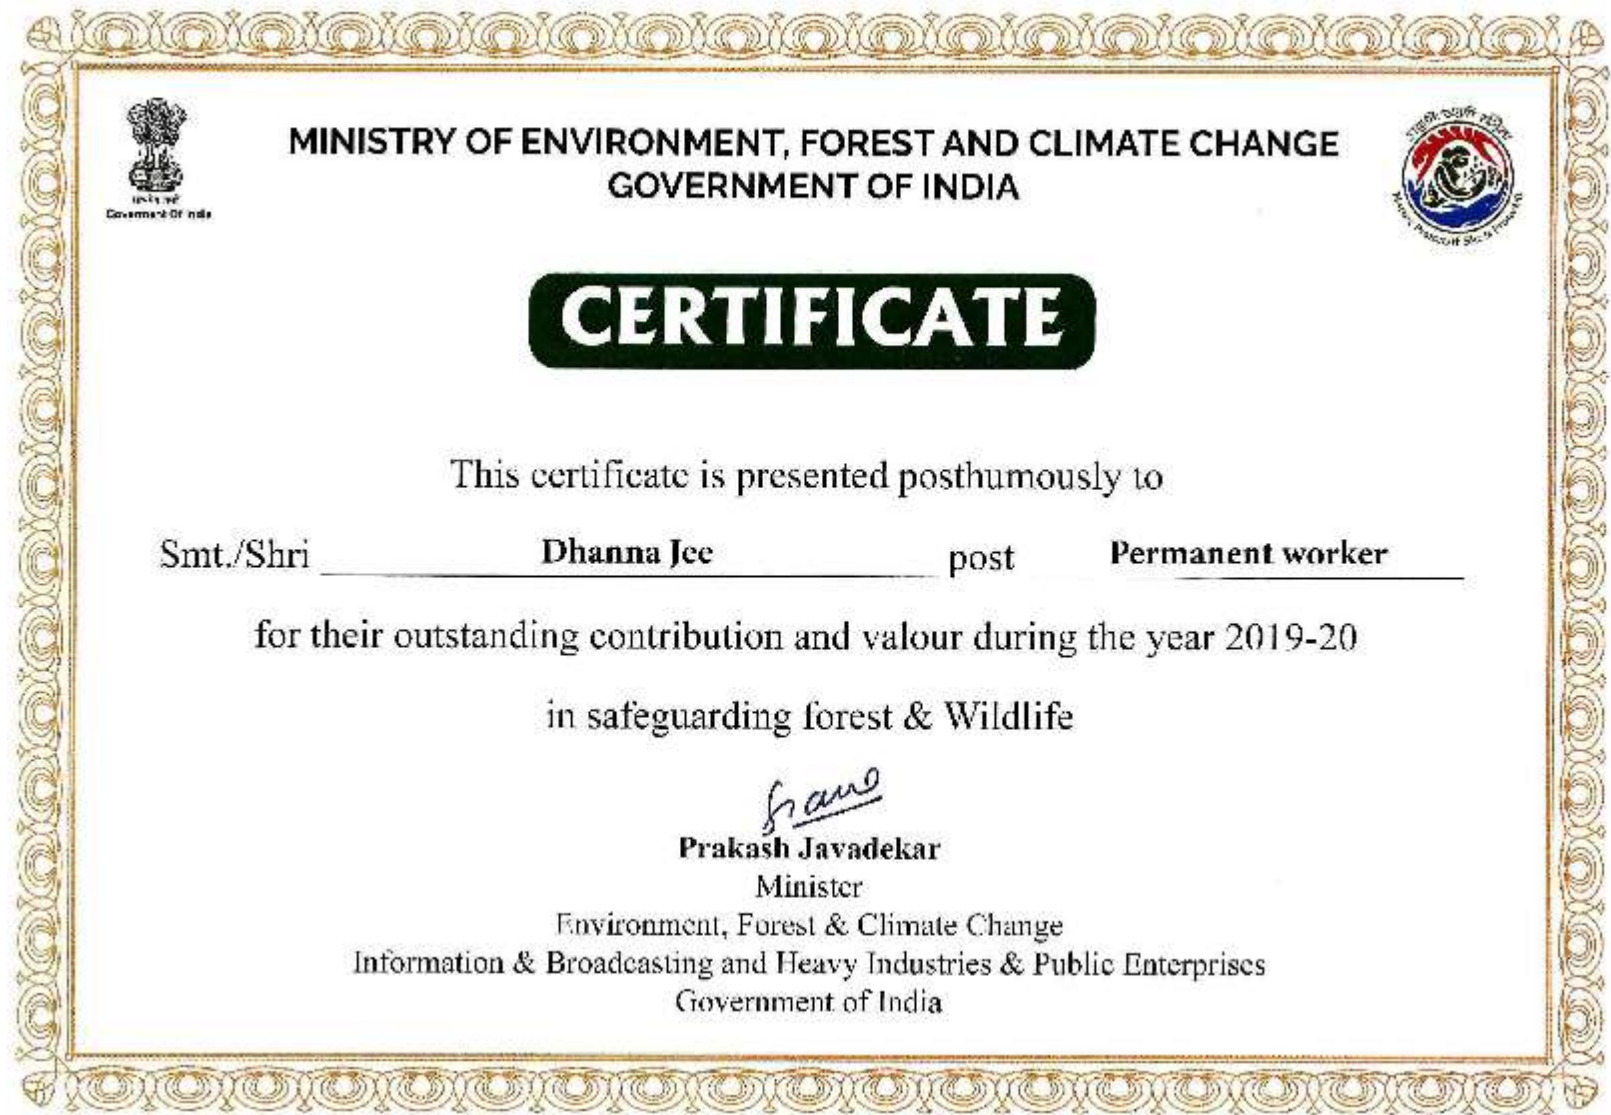 MINISTRY OF ENVIRONMENT, FOREST AND CLIMATE CHANGE
GOVERNMENT OF INDIA
Goverment Of India
CERTIFICATE
This certificate is presented posthumously to
Smt./Shri Dhanna Jee post Permanent worker
for their outstanding contribution and valour during the year 2019-20
in safeguarding forest & Wildlife
Prakash Javadekar
Minister
Environment, Forest & Climate Change
Information & Broadcasting and Heavy Industries & Public Enterprises
Government of India